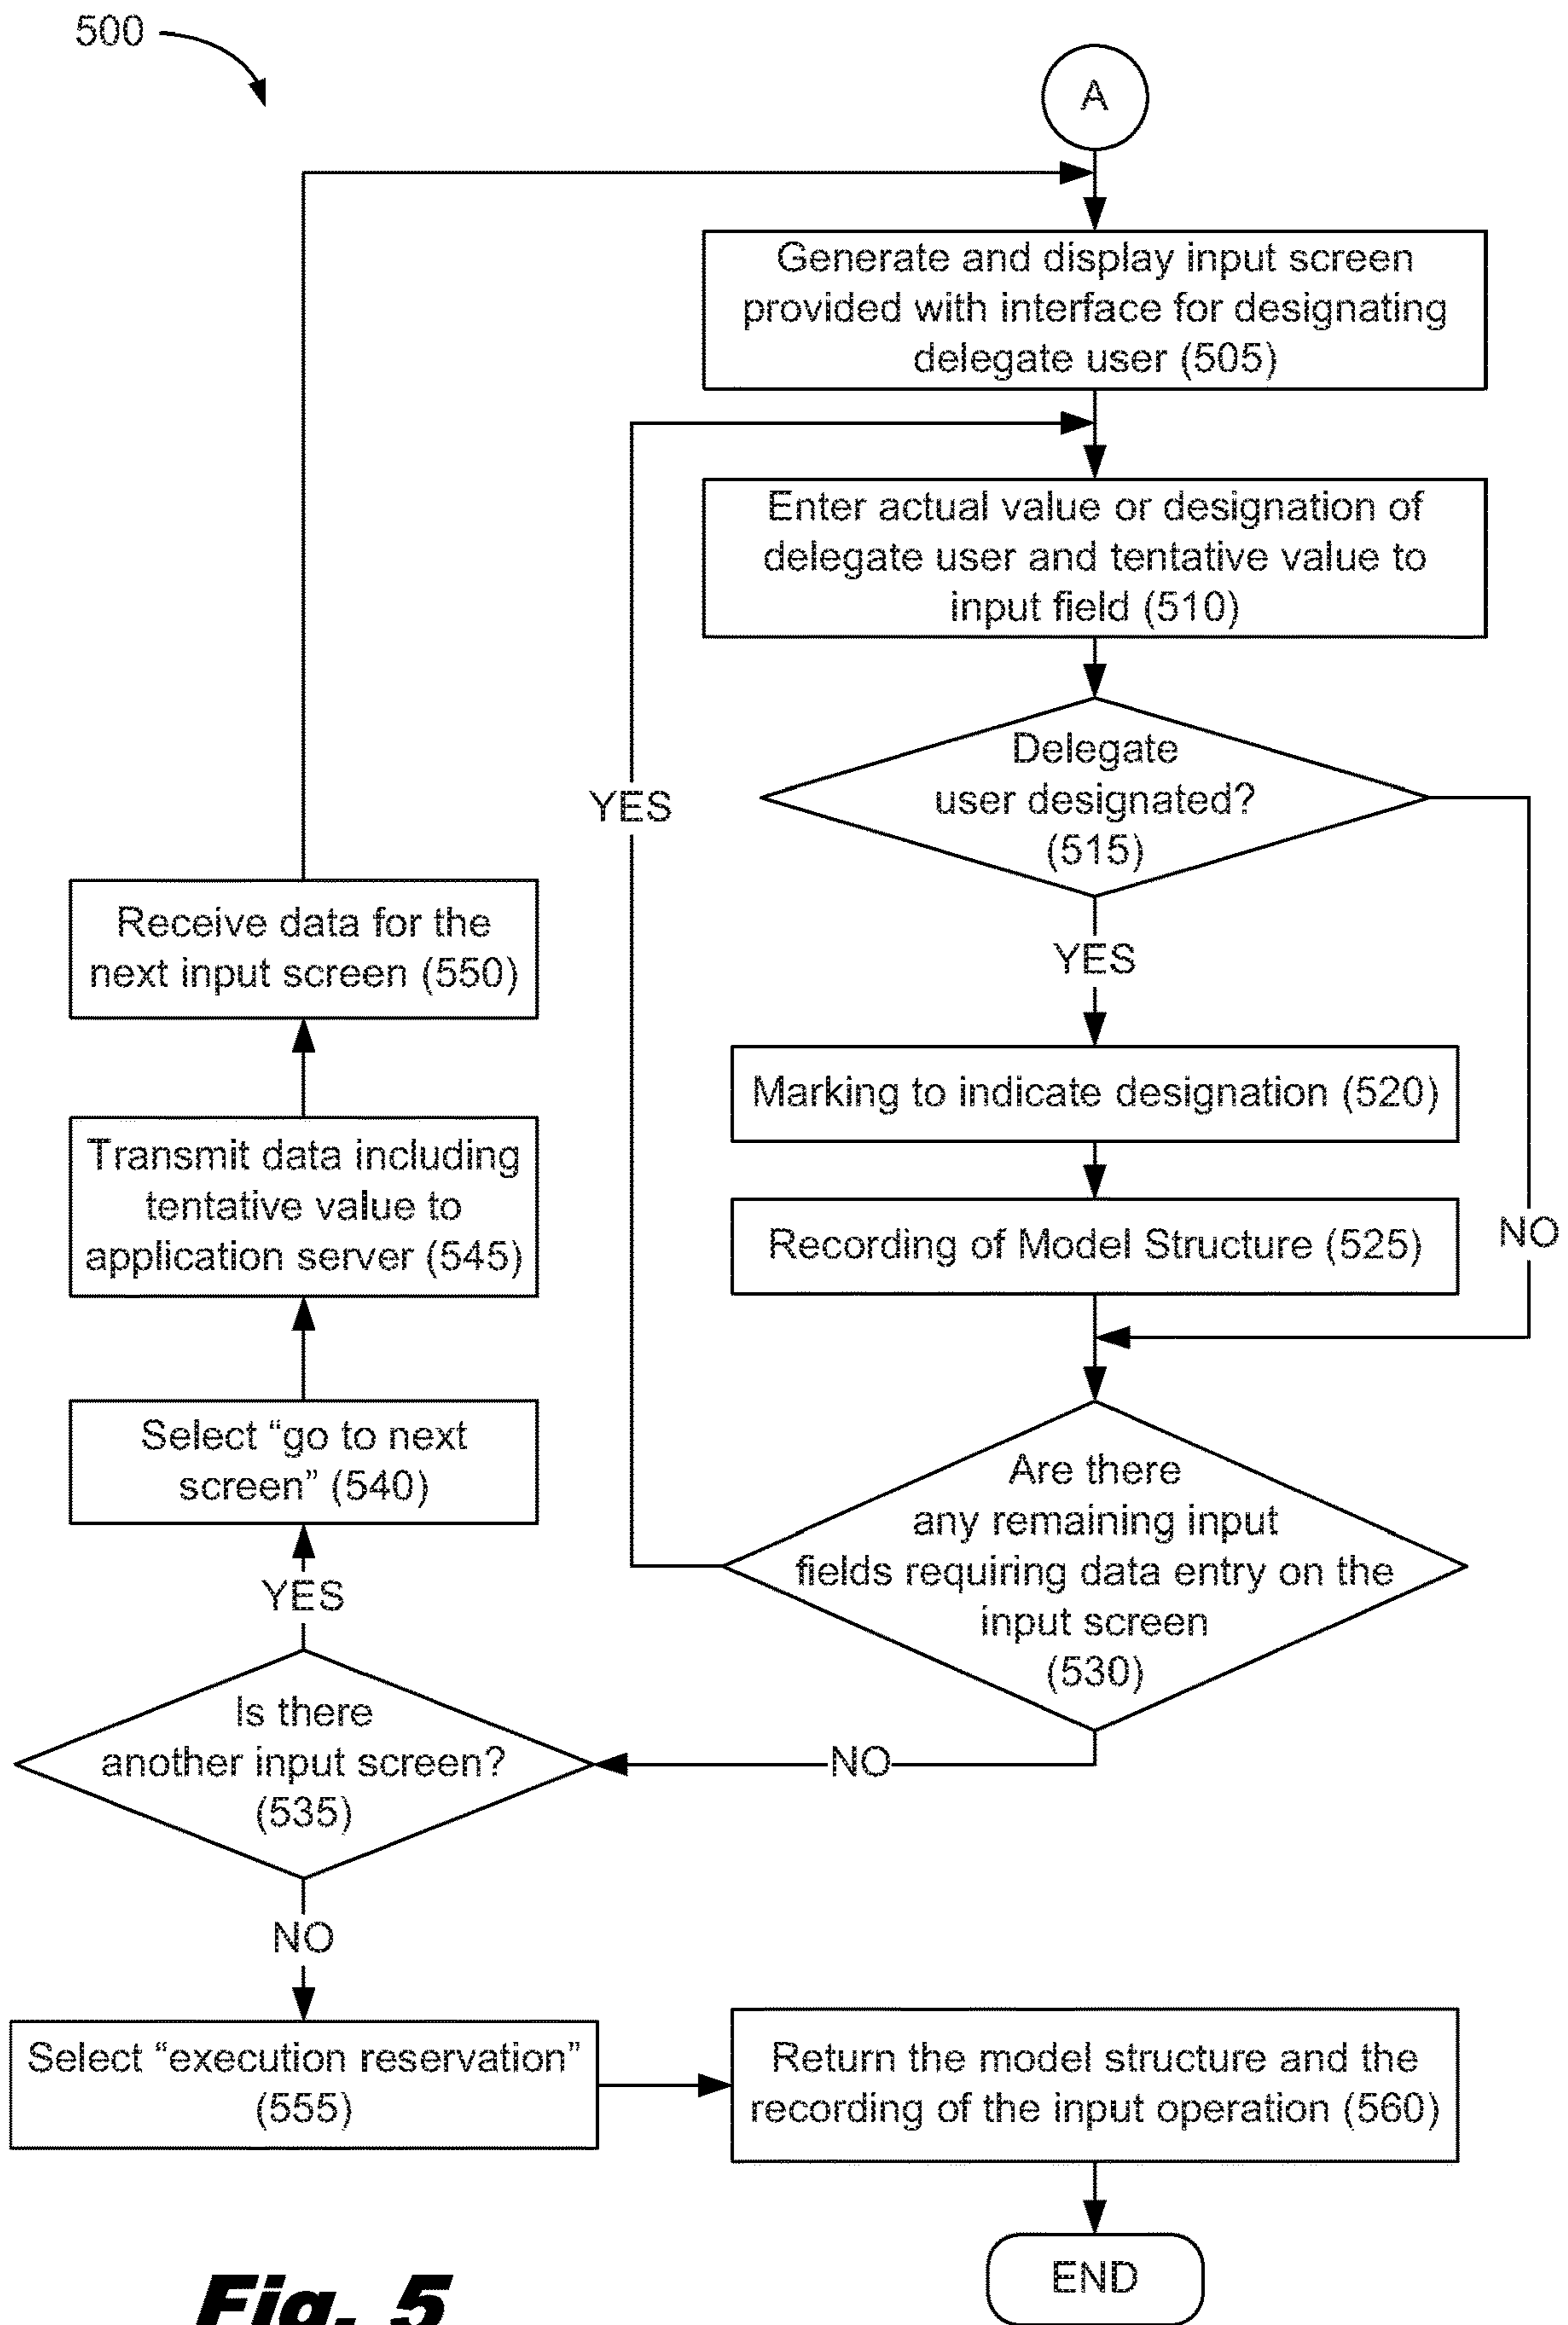 500
A
Generate and display input screen
provided with interface for designating
delegate user (505)
Enter actual value or designation of
delegate user and tentative value to
input field (510)
Delegate
user designated?
(515)
YES
NO
Marking to indicate designation (520)
Recording of Model Structure (525)
Are there
any remaining input
fields requiring data entry on the
input screen
(530)
YES
NO
Is there
another input screen?
(535)
YES
Select “go to next
screen” (540)
Transmit data including
tentative value to
application server (545)
Receive data for the
next input screen (550)
NO
Select “execution reservation”
(555)
Return the model structure and the
recording of the input operation (560)
END
Fig. 5